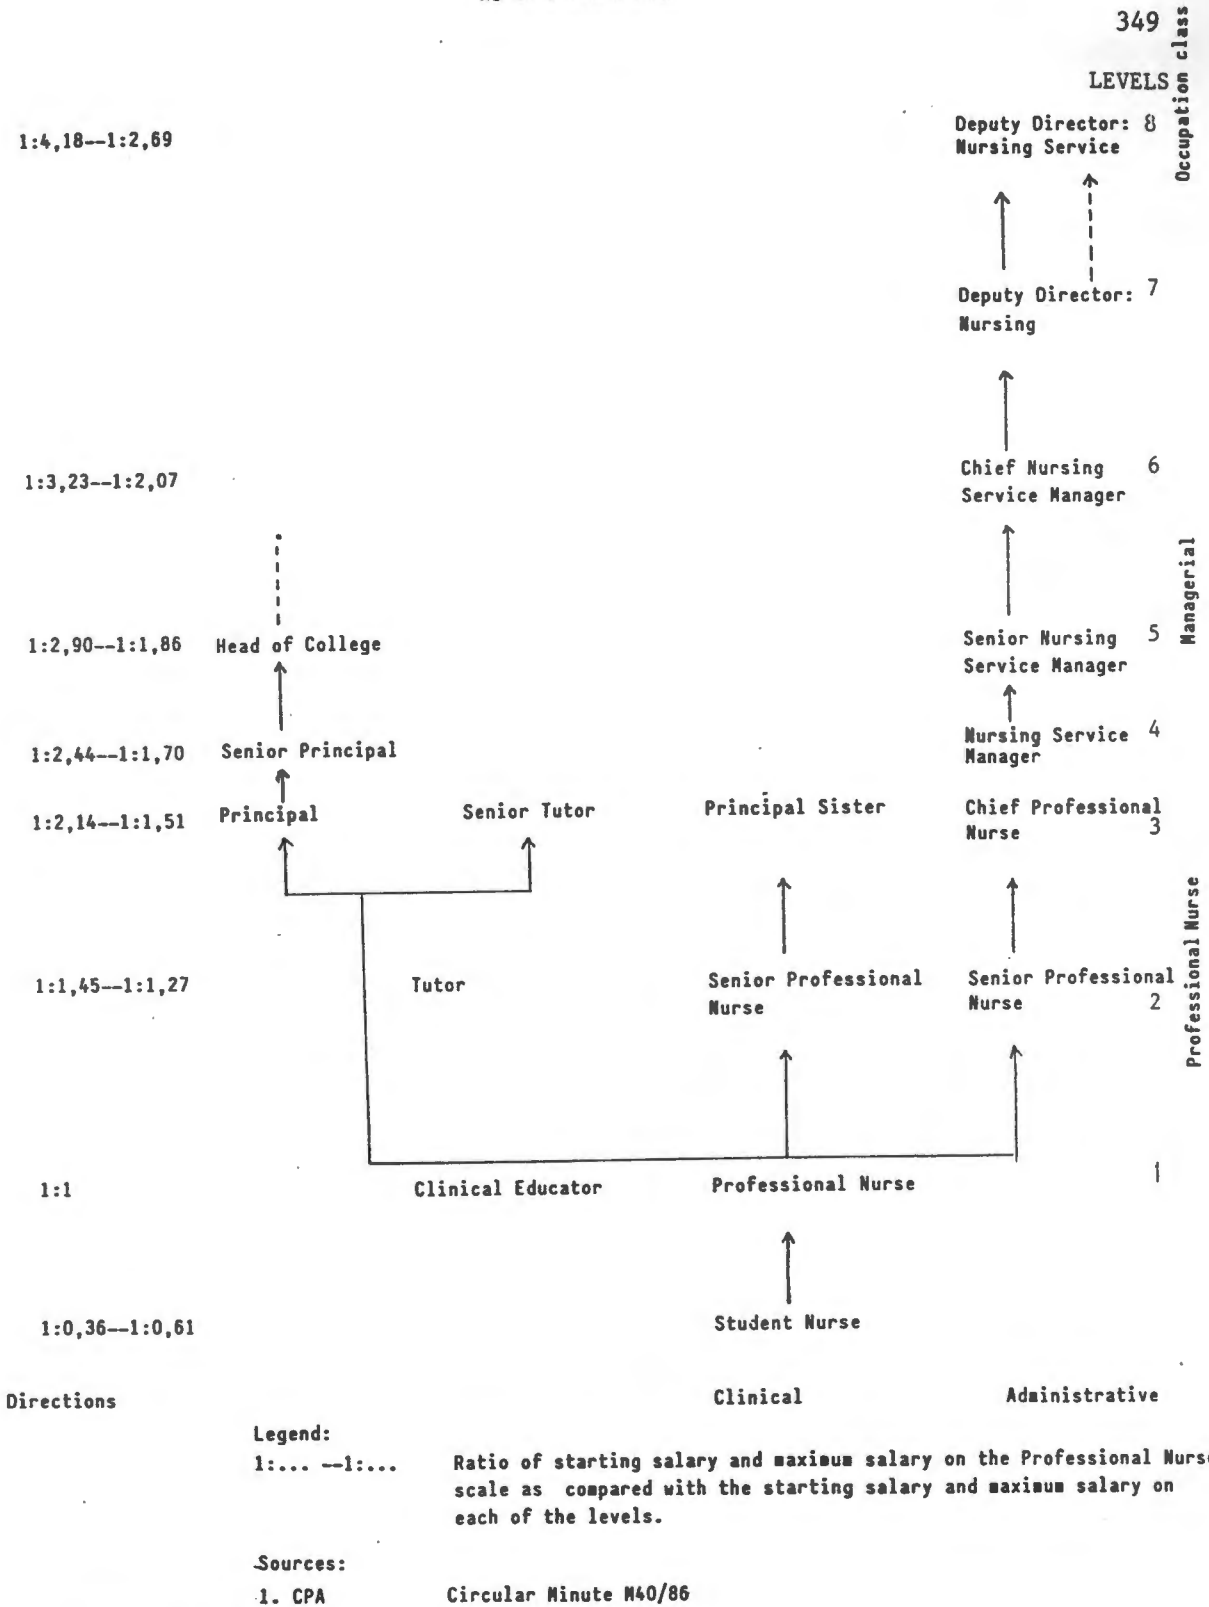 349
LEVELS
Occupation class
1:4,18--1:2,69
Deputy Director: 8
Nursing Service
Deputy Director: 7
Nursing
1:3,23--1:2,07
Chief Nursing 6
Service Manager
Managerial
1:2,90--1:1,86 Head of College Senior Nursing 5
Service Manager
1:2,44--1:1,70 Senior Principal Nursing Service 4
Manager
1:2,14--1:1,51 Principal Senior Tutor Principal Sister Chief Professional
Nurse 3
Professional Nurse
1:1,45--1:1,27 Tutor Senior Professional Senior Professional
Nurse Nurse 2
1:1 Clinical Educator Professional Nurse 1
1:0,36--1:0,61 Student Nurse
Directions Clinical Administrative
Legend:
1:... --1:... Ratio of starting salary and maximum salary on the Professional Nurse
scale as compared with the starting salary and maximum salary on
each of the levels.
Sources:
1. CPA Circular Minute M40/86